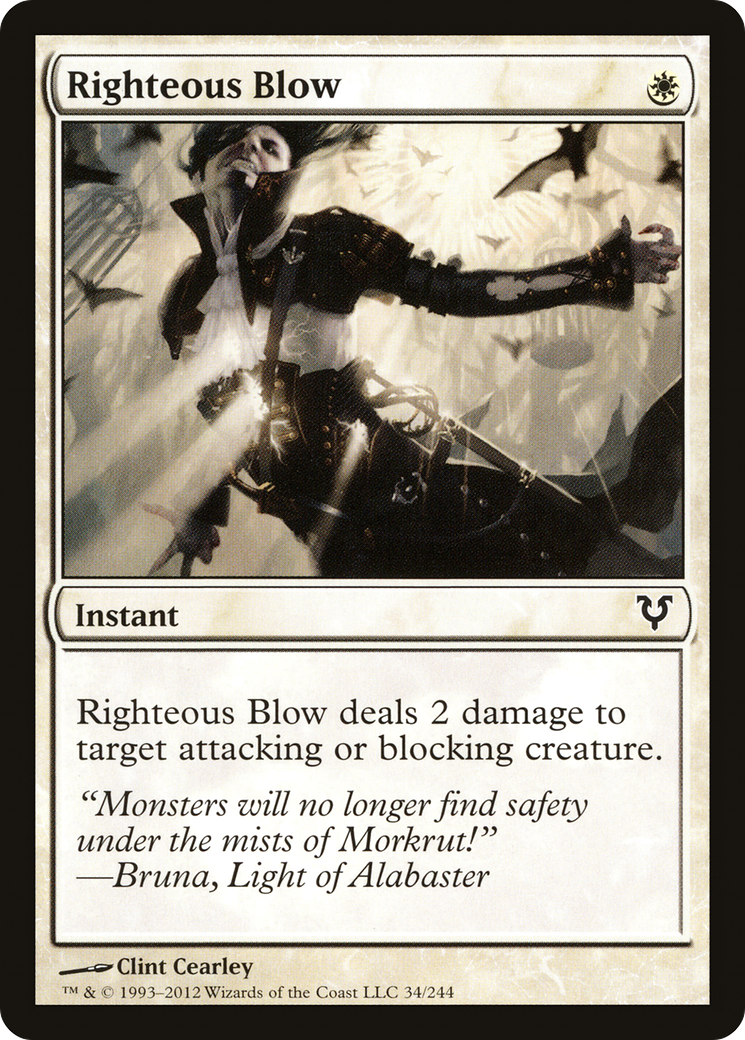 Righteous Blow
Instant
Righteous Blow deals 2 damage to
target attacking or blocking creature.
“Monsters will no longer find safety
under the mists of Morkrut!”
—Bruna, Light of Alabaster
Clint Cearley
™ & © 1993–2012 Wizards of the Coast LLC 34/244